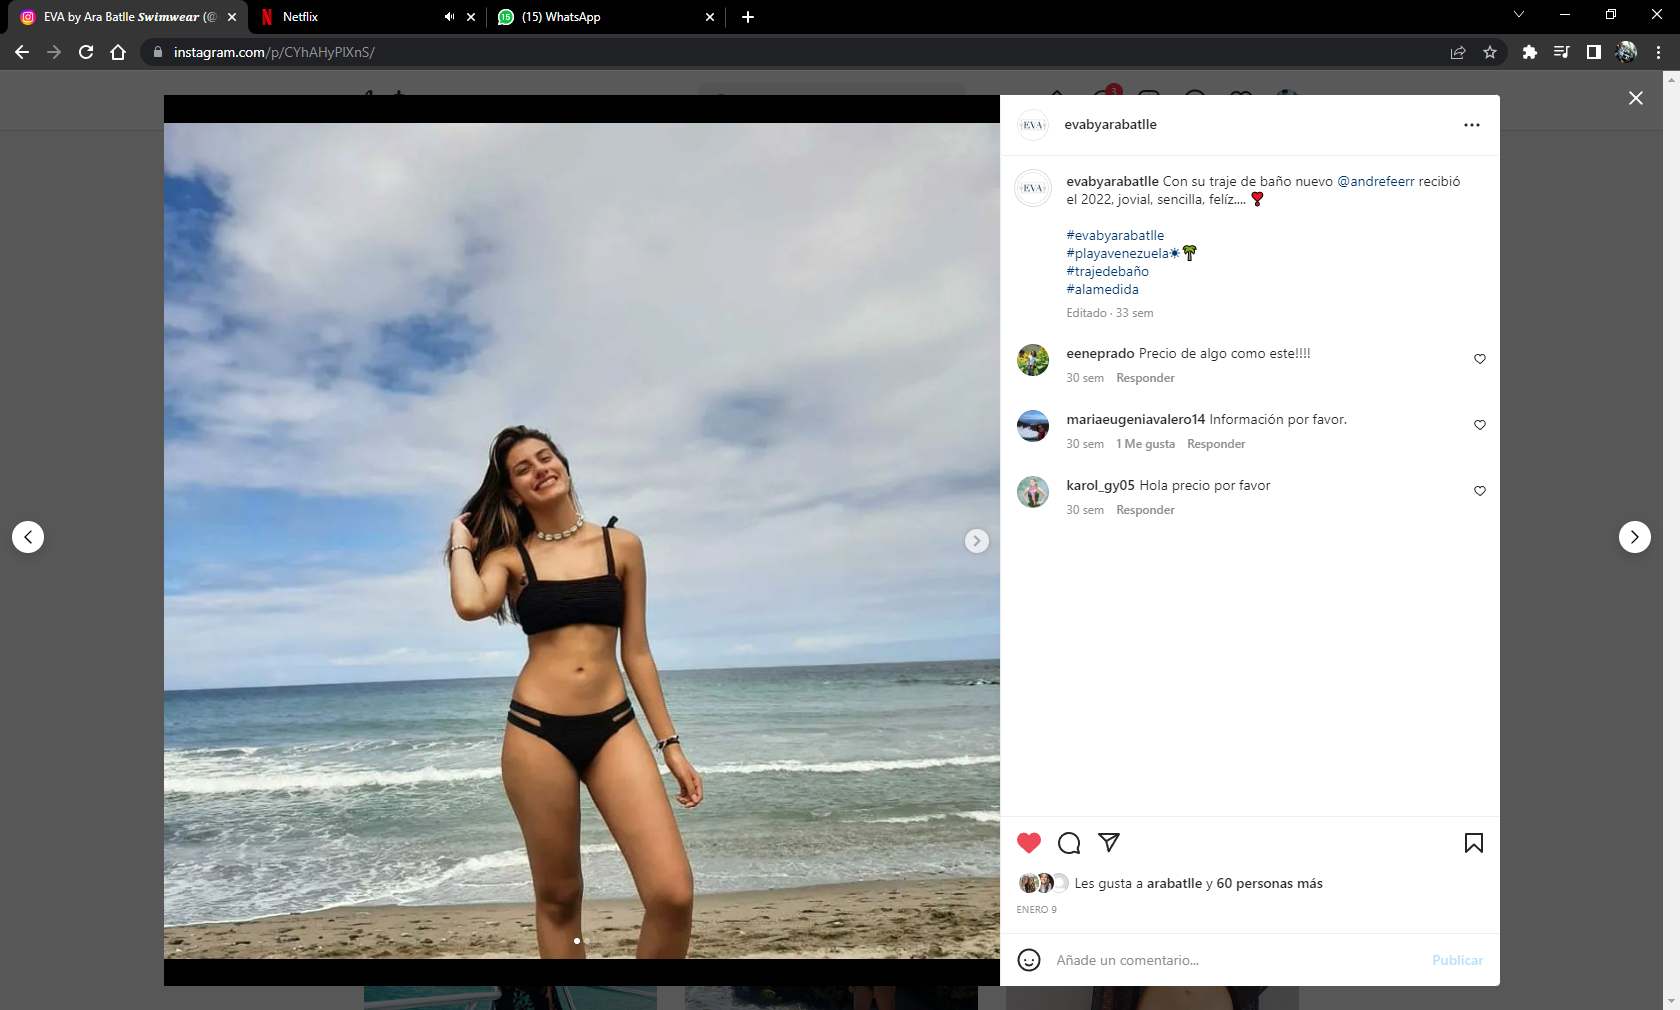 EVA by Ara Batlle Swimwear (@
Netflix
(15) WhatsApp
instagram.com/p/CYhAHyPlXnS/
3
EVA
evabyarabatlle
EVA
evabyarabatlle Con su traje de baño nuevo @andrefeerr recibió
el 2022, jovial, sencilla, felíz.... ❣️
#evabyarabatlle
#playavenezuela☀🌴
#trajedebaño
#alamedida
Editado · 33 sem
eeneprado Precio de algo como este!!!!
30 sem Responder
mariaeugeniavalero14 Información por favor.
30 sem 1 Me gusta Responder
karol_gy05 Hola precio por favor
30 sem Responder
Les gusta a arabatlle y 60 personas más
ENERO 9
Añade un comentario...
Publicar